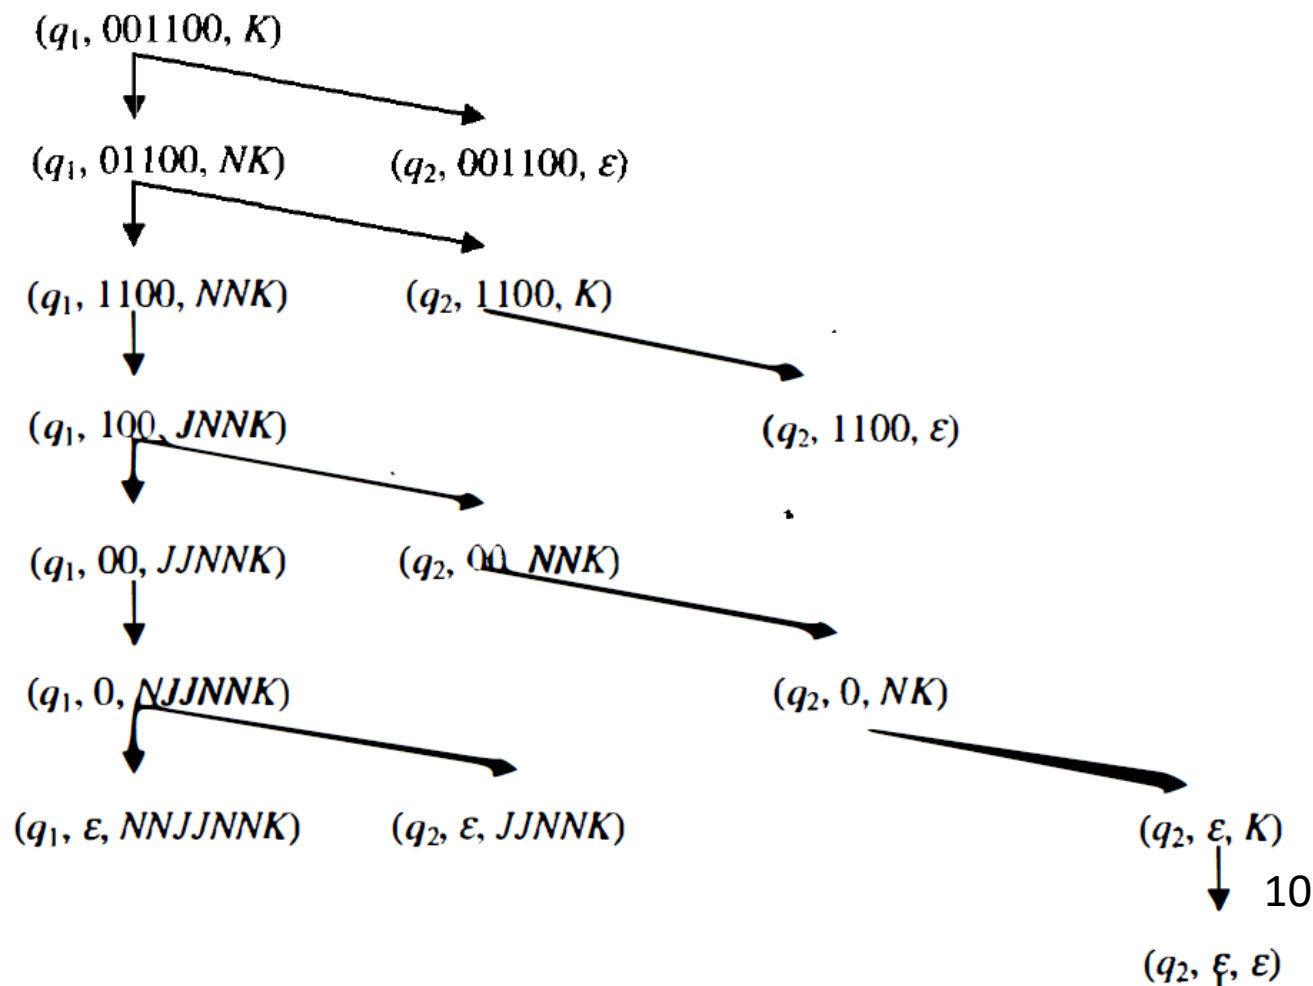 (q₁, 001100, K)
(q₁, 01100, NK) (q₂, 001100, ε)
(q₁, 1100, NNK) (q₂, 1100, K)
(q₁, 100, JNNK) (q₂, 1100, ε)
(q₁, 00, JJNNK) (q₂, 00 NNK)
(q₁, 0, NJJNNK) (q₂, 0, NK)
(q₁, ε, NNJJNNK) (q₂, ε, JJNNK) (q₂, ε, K)
10
(q₂, ε, ε)